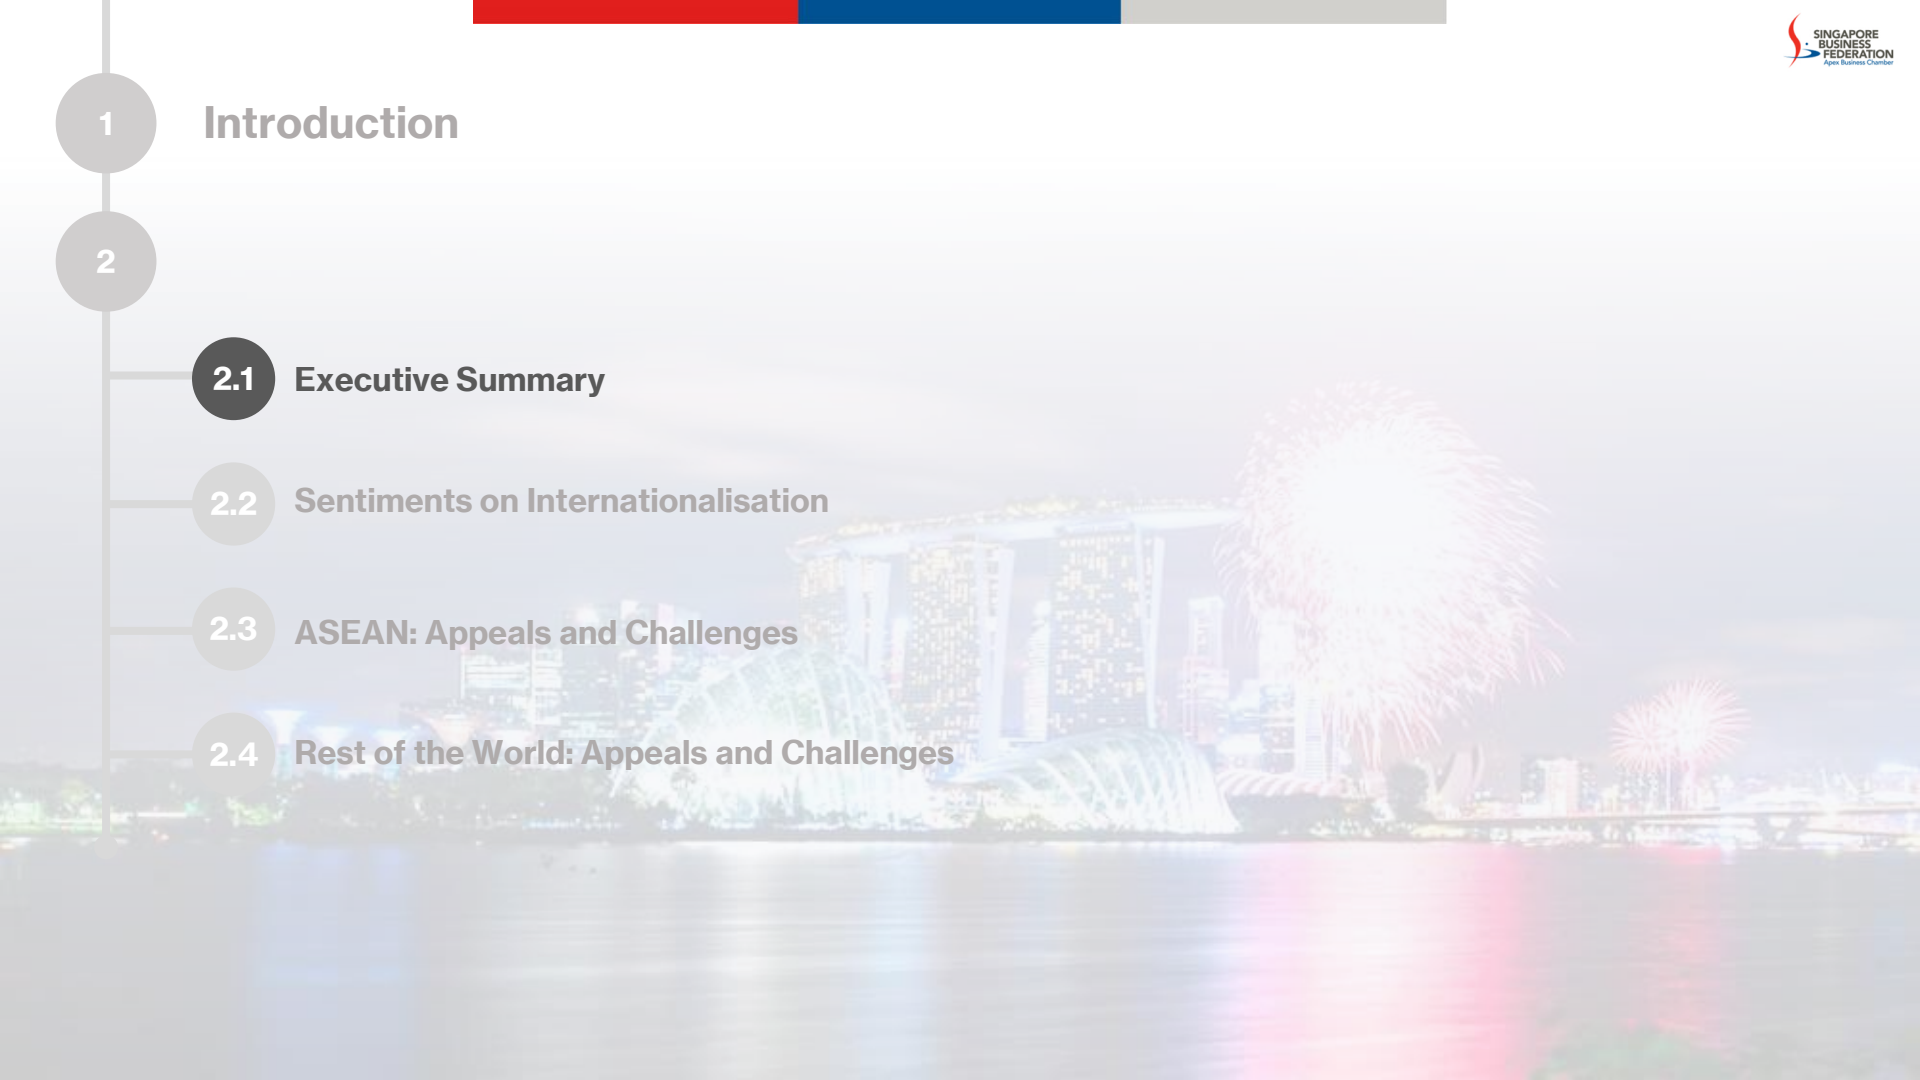 SINGAPORE
BUSINESS
FEDERATION
Apex Business Chamber
1 Introduction
2
2.1 Executive Summary
2.2 Sentiments on Internationalisation
2.3 ASEAN: Appeals and Challenges
2.4 Rest of the World: Appeals and Challenges